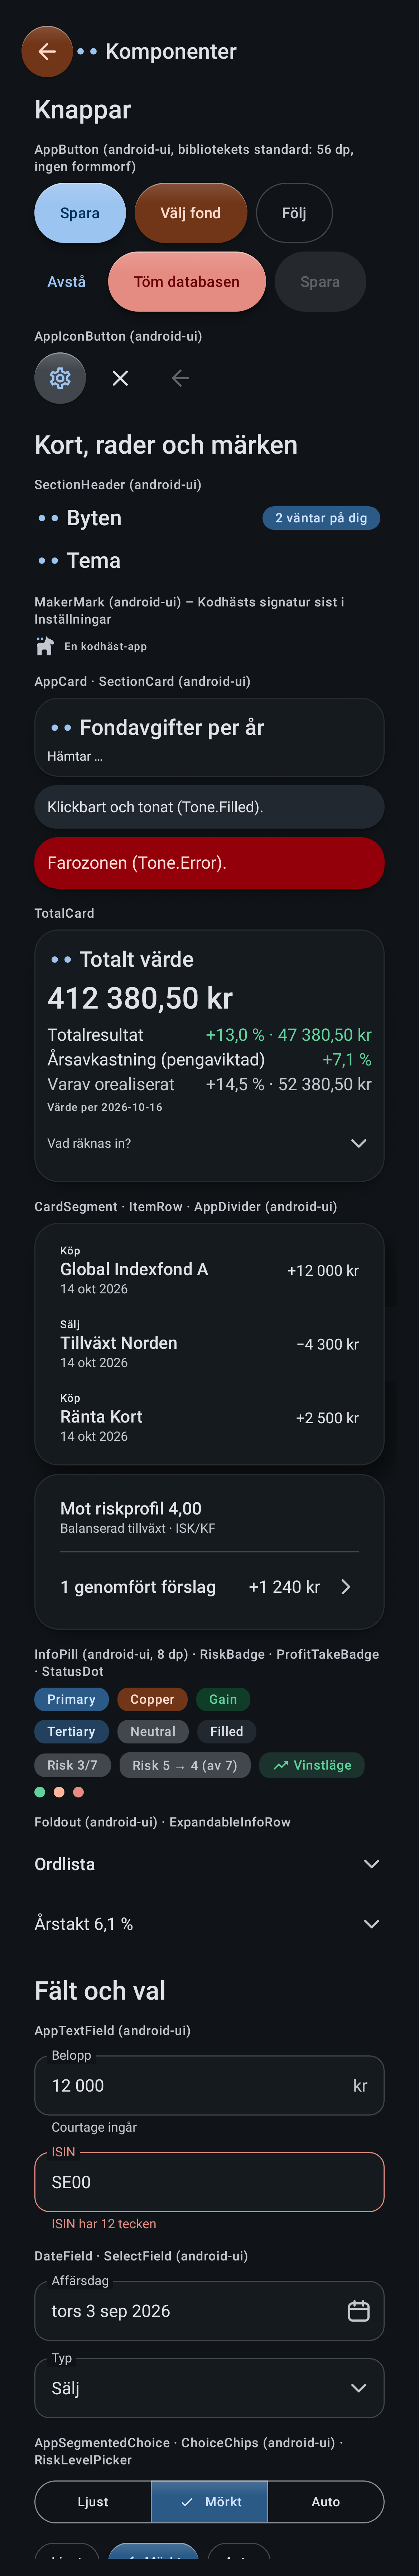 Komponenter
Knappar
AppButton (android-ui, bibliotekets standard: 56 dp,
ingen formmorf)
Spara
Välj fond
Följ
Avstå
Töm databasen
Spara
AppIconButton (android-ui)
Kort, rader och märken
SectionHeader (android-ui)
Byten
2 väntar på dig
Tema
MakerMark (android-ui) – Kodhästs signatur sist i
Inställningar
En kodhäst-app
AppCard · SectionCard (android-ui)
Fondavgifter per år
Hämtar …
Klickbart och tonat (Tone.Filled).
Farozonen (Tone.Error).
TotalCard
Totalt värde
412 380,50 kr
Totalresultat +13,0 % · 47 380,50 kr
Årsavkastning (pengaviktad) +7,1 %
Varav orealiserat +14,5 % · 52 380,50 kr
Värde per 2026-10-16
Vad räknas in?
CardSegment · ItemRow · AppDivider (android-ui)
Köp
Global Indexfond A +12 000 kr
14 okt 2026
Sälj
Tillväxt Norden −4 300 kr
14 okt 2026
Köp
Ränta Kort +2 500 kr
14 okt 2026
Mot riskprofil 4,00
Balanserad tillväxt · ISK/KF
1 genomfört förslag +1 240 kr
InfoPill (android-ui, 8 dp) · RiskBadge · ProfitTakeBadge
· StatusDot
Primary Copper Gain
Tertiary Neutral Filled
Risk 3/7 Risk 5 → 4 (av 7) Vinstläge
Foldout (android-ui) · ExpandableInfoRow
Ordlista
Årstakt 6,1 %
Fält och val
AppTextField (android-ui)
Belopp
12 000 kr
Courtage ingår
ISIN
SE00
ISIN har 12 tecken
DateField · SelectField (android-ui)
Affärsdag
tors 3 sep 2026
Typ
Sälj
AppSegmentedChoice · ChoiceChips (android-ui) ·
RiskLevelPicker
Ljust Mörkt Auto